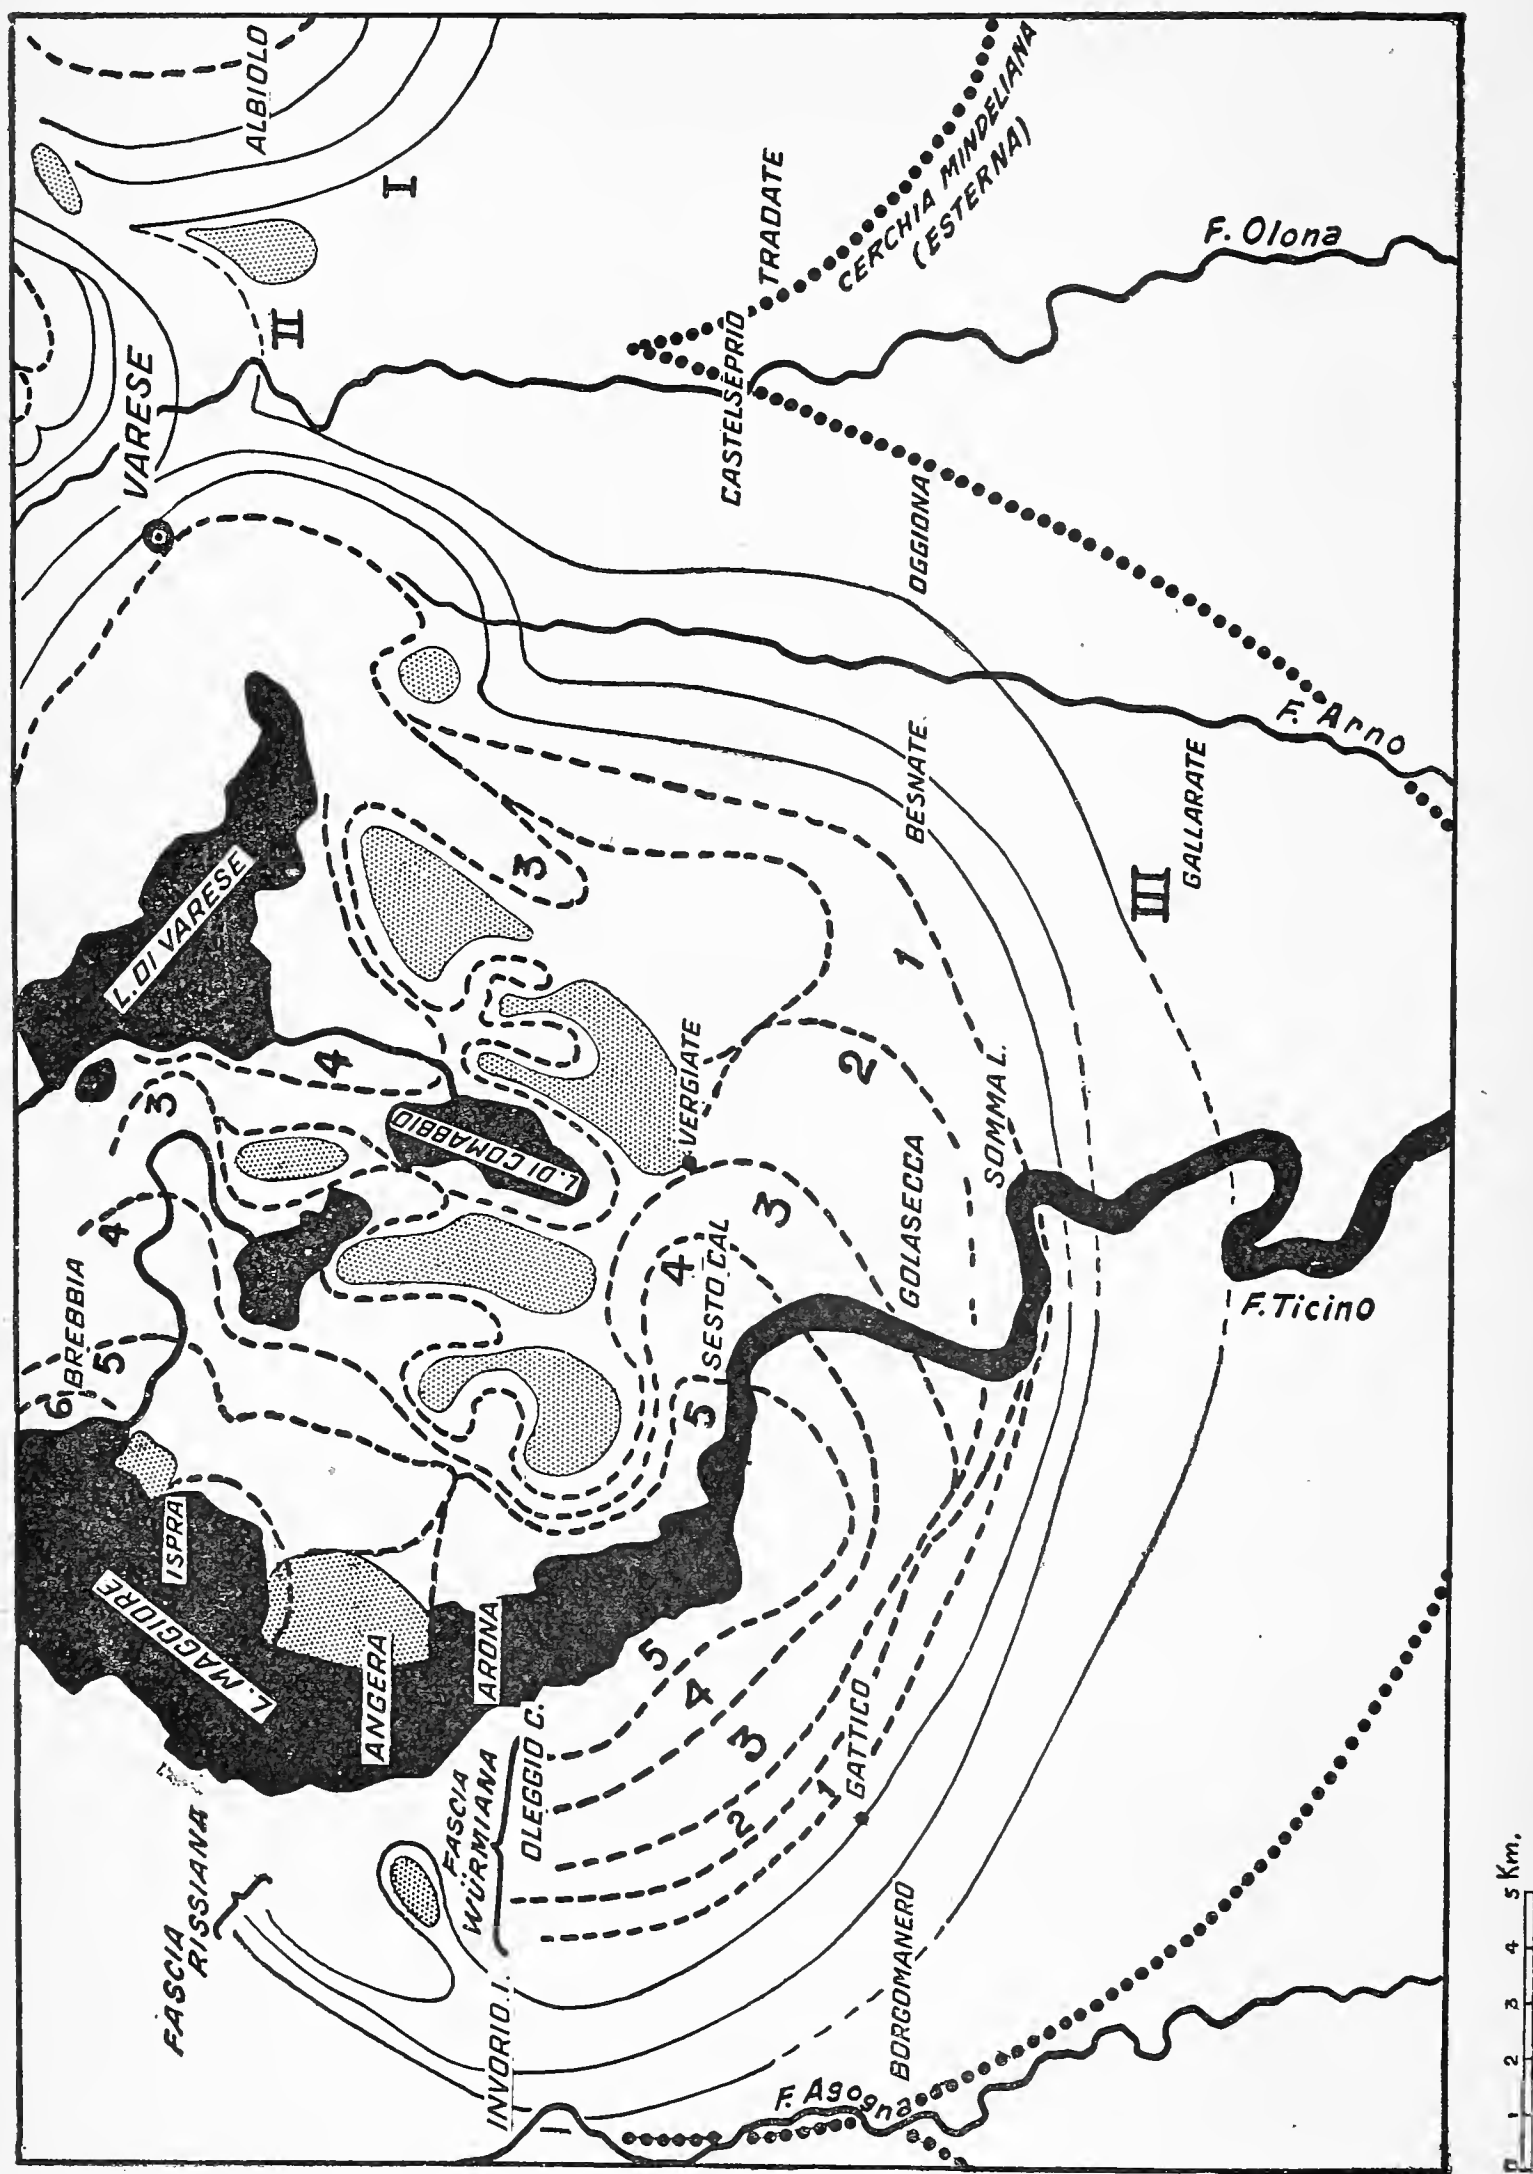 ALBIOLO
I
II
VARESE
TRADATE
CERCHIA MINDELIANA
(ESTERNA)
F. Olona
CASTELSEPRIO
OGGIONA
F. Arno
GALLARATE
BESNATE
III
L. DI VARESE
3
1
4
3
L. DI COMABBIO
VERGIATE
2
SOMMA L.
4
3
4
SESTO CAL
GOLASECCA
F. Ticino
BREBBIA
5
6
5
ISPRA
L. MAGGIORE
ANGERA
ARONA
5
4
3
2
1
GATTICO
OLEGGIO C.
FASCIA
WÜRMIANA
FASCIA
RISSIANA
INVORIO. I.
BORGOMANERO
F. Agogna
0 1 2 3 4 5 Km.